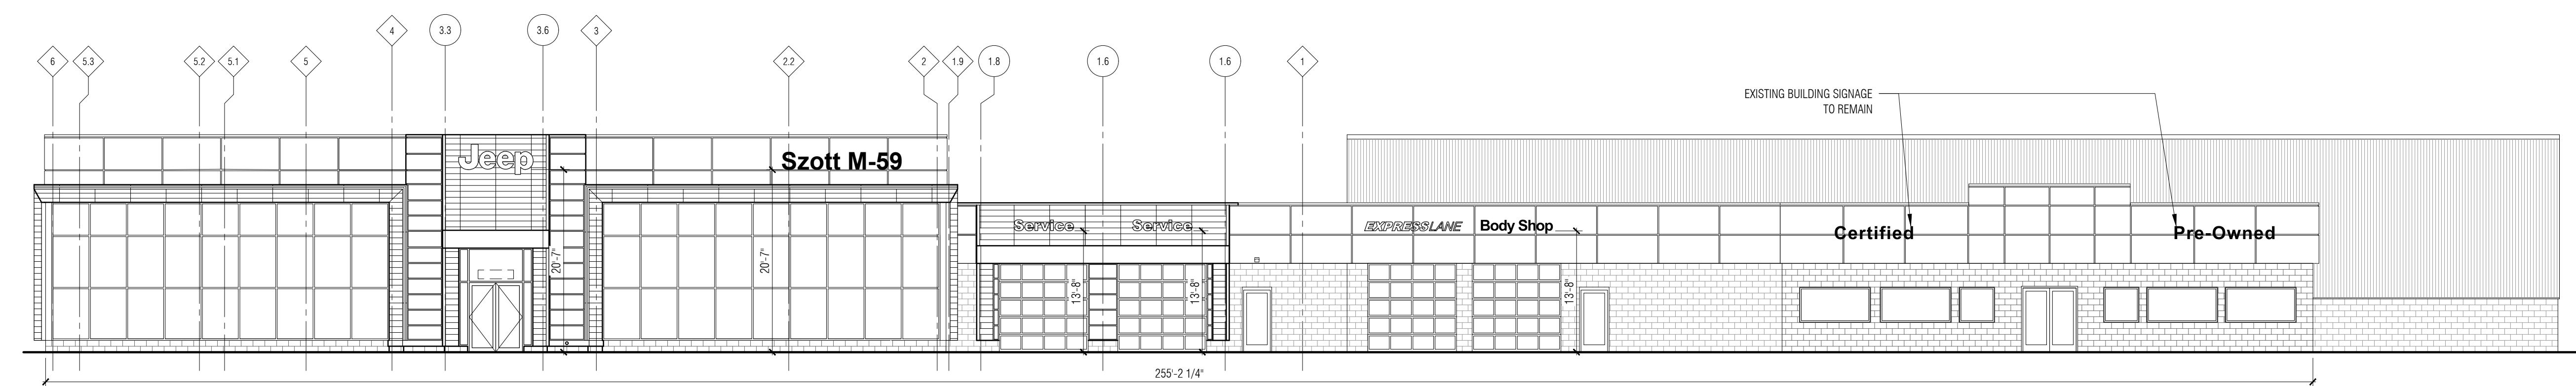 4
3.3
3.6
3
6
5.3
5.2
5.1
5
2.2
2
1.9
1.8
1.6
1.6
1
EXISTING BUILDING SIGNAGE
TO REMAIN
Jeep
Szott M-59
Service
Service
EXPRESSLANE
Body Shop
Certified
Pre-Owned
20'-7"
20'-7"
13'-8"
13'-8"
13'-8"
255'-2 1/4"